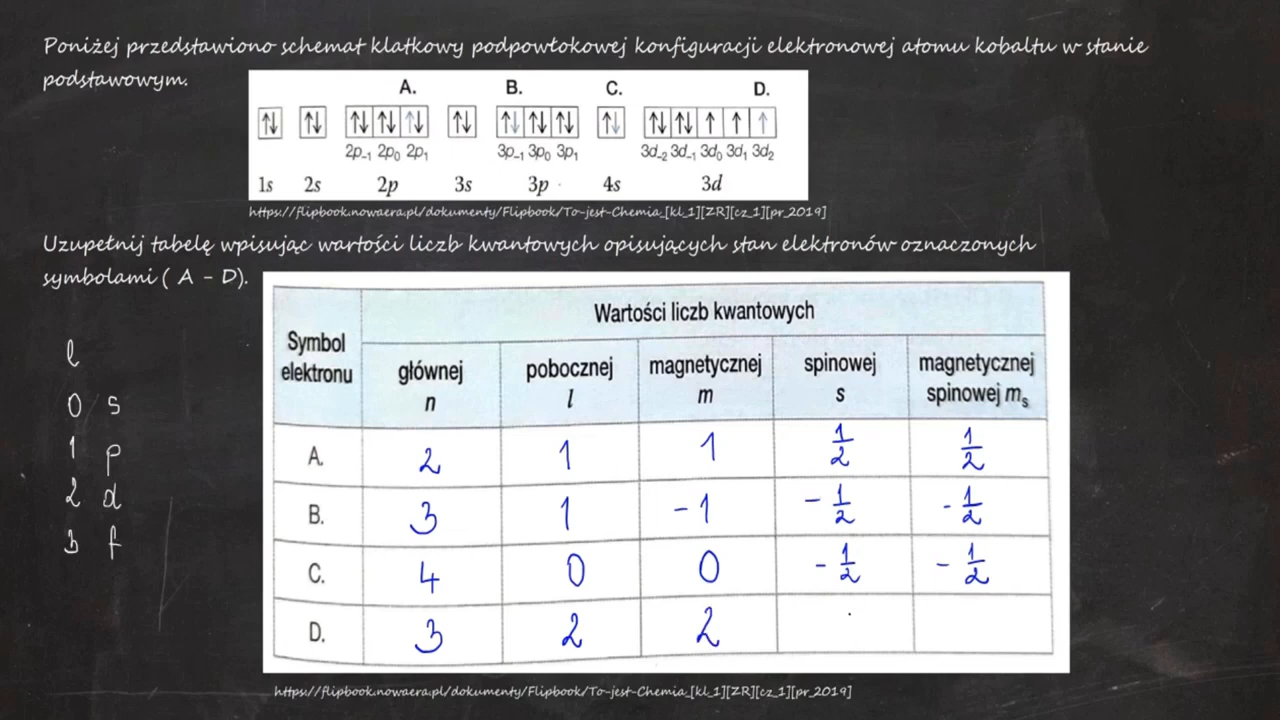 Poniżej przedstawiono schemat klatkowy podpowłokowej konfiguracji elektronowej atomu kobaltu w stanie
podstawowym.
A. B. C. D.
2p₋₁ 2p₀ 2p₁ 3p₋₁ 3p₀ 3p₁ 3d₋₂ 3d₋₁ 3d₀ 3d₁ 3d₂
1s 2s 2p 3s 3p 4s 3d
https://flipbook.nowaera.pl/dokumenty/Flipbook/To-jest-Chemia_[kl_1][ZR][cz_1][pr_2019]
Uzupełnij tabelę wpisując wartości liczb kwantowych opisujących stan elektronów oznaczonych
symbolami ( A - D).
l
0 s
1 p
2 d
3 f
Symbol
elektronu
Wartości liczb kwantowych
głównej
n
pobocznej
l
magnetycznej
m
spinowej
s
magnetycznej
spinowej mₛ
A. 2 1 1 1/2 1/2
B. 3 1 -1 -1/2 -1/2
C. 4 0 0 -1/2 -1/2
D. 3 2 2
https://flipbook.nowaera.pl/dokumenty/Flipbook/To-jest-Chemia_[kl_1][ZR][cz_1][pr_2019]